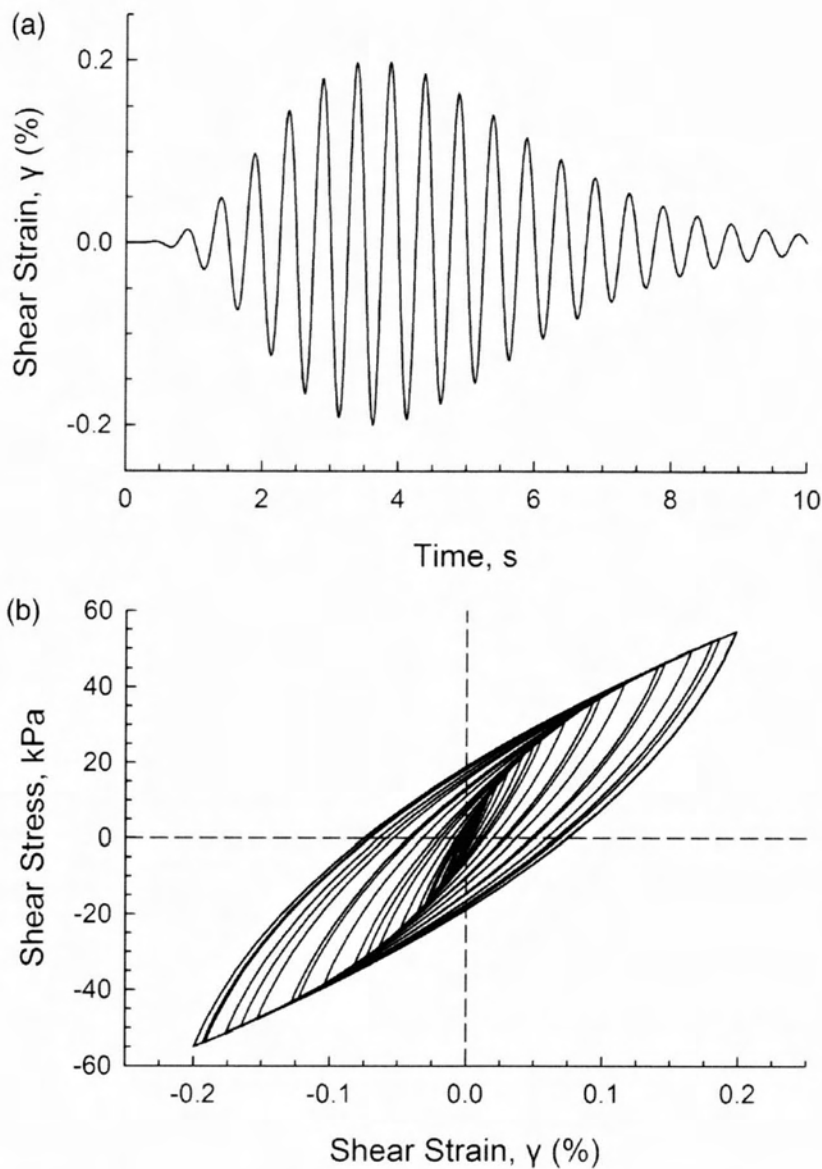 (a)
Shear Strain, γ (%)
0.2
0.0
-0.2
0 2 4 6 8 10
Time, s
(b)
Shear Stress, kPa
60
40
20
0
-20
-40
-60
-0.2 -0.1 0.0 0.1 0.2
Shear Strain, γ (%)